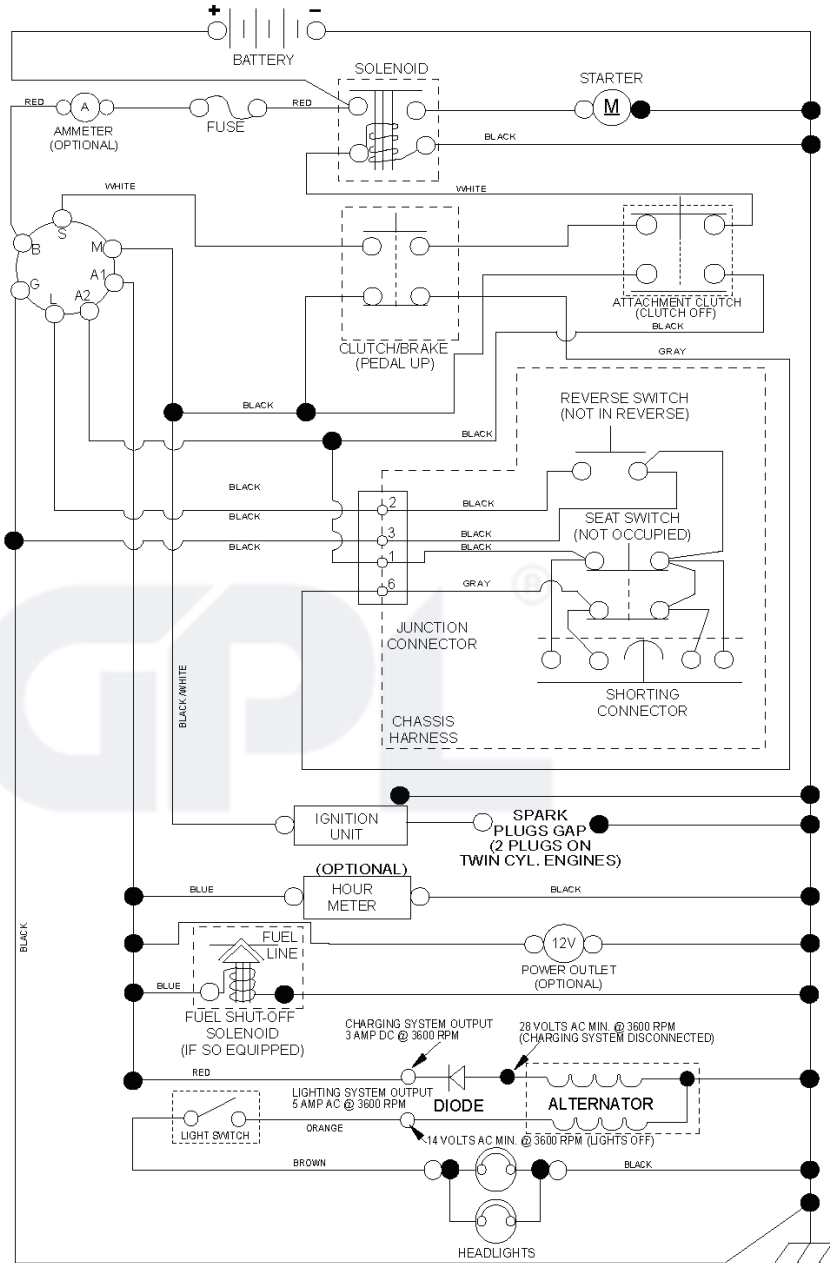 + −
BATTERY
SOLENOID
STARTER
RED
A
RED
M
AMMETER
(OPTIONAL)
FUSE
BLACK
WHITE
WHITE
S
B
M
G
A1
L
A2
ATTACHMENT CLUTCH
(CLUTCH OFF)
BLACK
CLUTCH/BRAKE
(PEDAL UP)
GRAY
REVERSE SWITCH
(NOT IN REVERSE)
BLACK
BLACK
BLACK
2
BLACK
BLACK
SEAT SWITCH
(NOT OCCUPIED)
3
BLACK
BLACK
1
BLACK
6
GRAY
JUNCTION
CONNECTOR
SHORTING
CONNECTOR
CHASSIS
HARNESS
BLACK/WHITE
GPL®
IGNITION
UNIT
SPARK
PLUGS GAP
(2 PLUGS ON
TWIN CYL. ENGINES)
(OPTIONAL)
BLUE
HOUR
METER
BLACK
BLACK
FUEL
LINE
12V
POWER OUTLET
(OPTIONAL)
BLUE
FUEL SHUT-OFF
SOLENOID
(IF SO EQUIPPED)
CHARGING SYSTEM OUTPUT
3 AMP DC @ 3600 RPM
28 VOLTS AC MIN. @ 3600 RPM
(CHARGING SYSTEM DISCONNECTED)
RED
LIGHTING SYSTEM OUTPUT
5 AMP AC @ 3600 RPM
DIODE
ALTERNATOR
LIGHT SWITCH
ORANGE
14 VOLTS AC MIN. @ 3600 RPM (LIGHTS OFF)
BROWN
BLACK
HEADLIGHTS